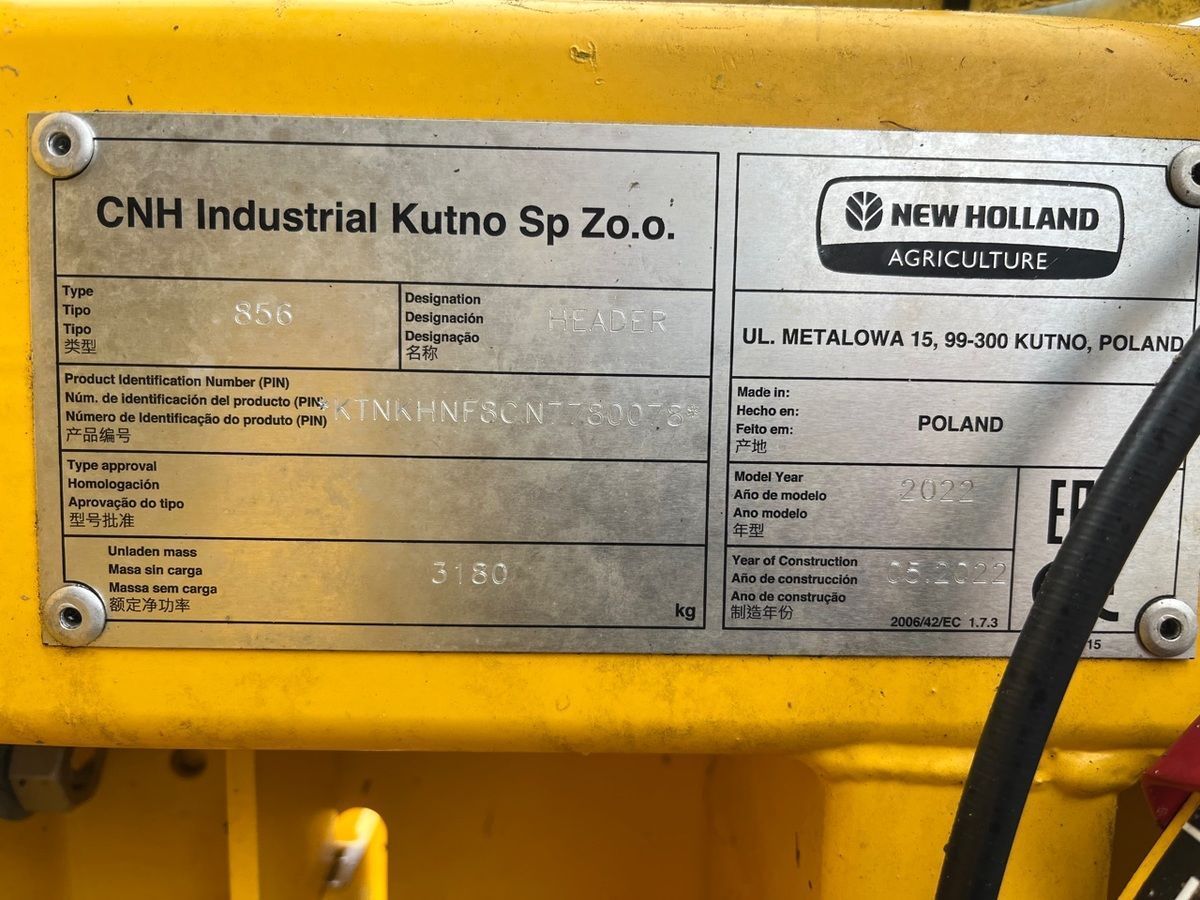 CNH Industrial Kutno Sp Zo.o.
Type
Tipo
Tipo
类型
856
Designation
Designación
Designação
名称
HEADER
Product Identification Number (PIN)
Núm. de identificación del producto (PIN)
Número de Identificação do produto (PIN)
产品编号
*KTNKHNF8CN7780078*
Type approval
Homologación
Aprovação do tipo
型号批准
Unladen mass
Masa sin carga
Massa sem carga
额定净功率
3180
kg
NEW HOLLAND
AGRICULTURE
UL. METALOWA 15, 99-300 KUTNO, POLAND
Made in:
Hecho en:
Feito em:
产地
POLAND
Model Year
Año de modelo
Ano modelo
年型
2022
Year of Construction
Año de construcción
Ano de construção
制造年份
05.2022
2006/42/EC 1.7.3
15